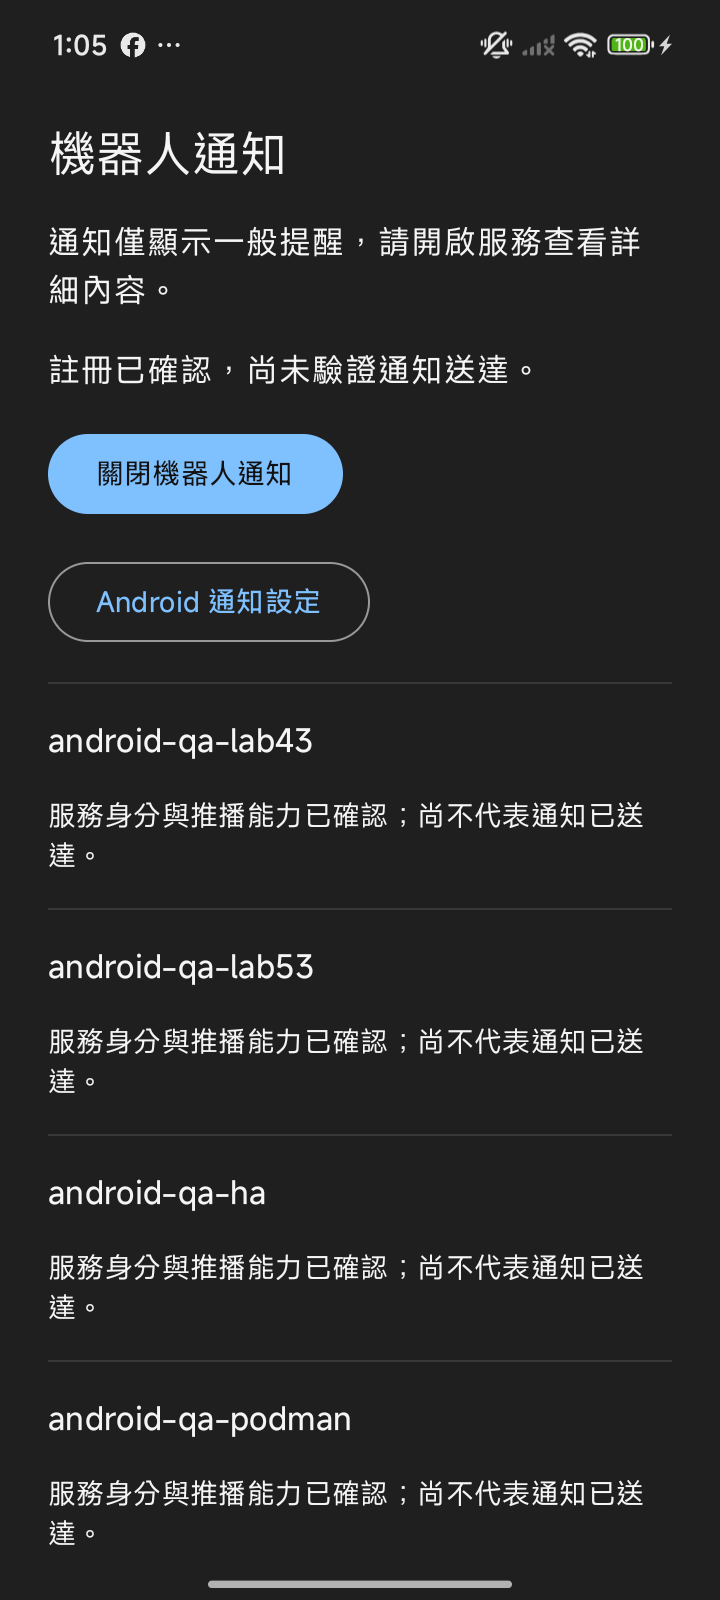 1:05
100
機器人通知
通知僅顯示一般提醒，請開啟服務查看詳
細內容。
註冊已確認，尚未驗證通知送達。
關閉機器人通知
Android 通知設定
android-qa-lab43
服務身分與推播能力已確認；尚不代表通知已送
達。
android-qa-lab53
服務身分與推播能力已確認；尚不代表通知已送
達。
android-qa-ha
服務身分與推播能力已確認；尚不代表通知已送
達。
android-qa-podman
服務身分與推播能力已確認；尚不代表通知已送
達。